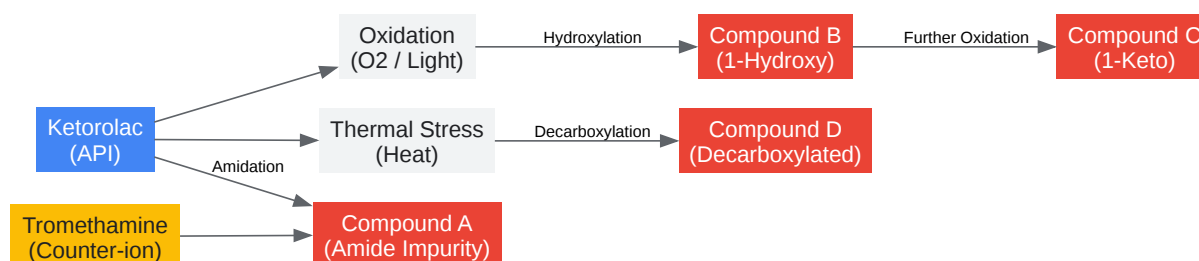 Oxidation
(O2 / Light)
Hydroxylation
Compound B
(1-Hydroxy)
Further Oxidation
Compound C
(1-Keto)
Ketorolac
(API)
Thermal Stress
(Heat)
Decarboxylation
Compound D
(Decarboxylated)
Amidation
Tromethamine
(Counter-ion)
Compound A
(Amide Impurity)